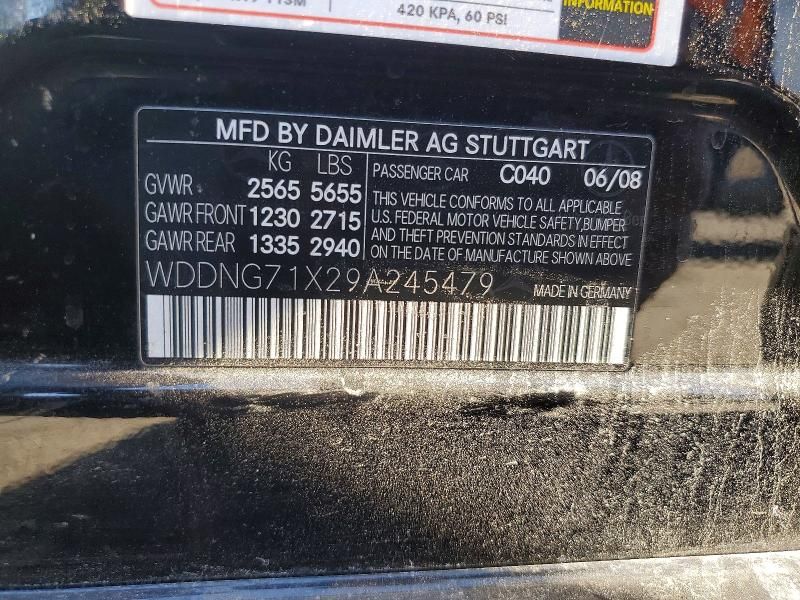 420 KPA, 60 PSI
INFORMATION
MFD BY DAIMLER AG STUTTGART
KG LBS
GVWR 2565 5655
GAWR FRONT 1230 2715
GAWR REAR 1335 2940
PASSENGER CAR C040 06/08
THIS VEHICLE CONFORMS TO ALL APPLICABLE
U.S. FEDERAL MOTOR VEHICLE SAFETY, BUMPER
AND THEFT PREVENTION STANDARDS IN EFFECT
ON THE DATE OF MANUFACTURE SHOWN ABOVE
WDDNG71X29A245479
MADE IN GERMANY